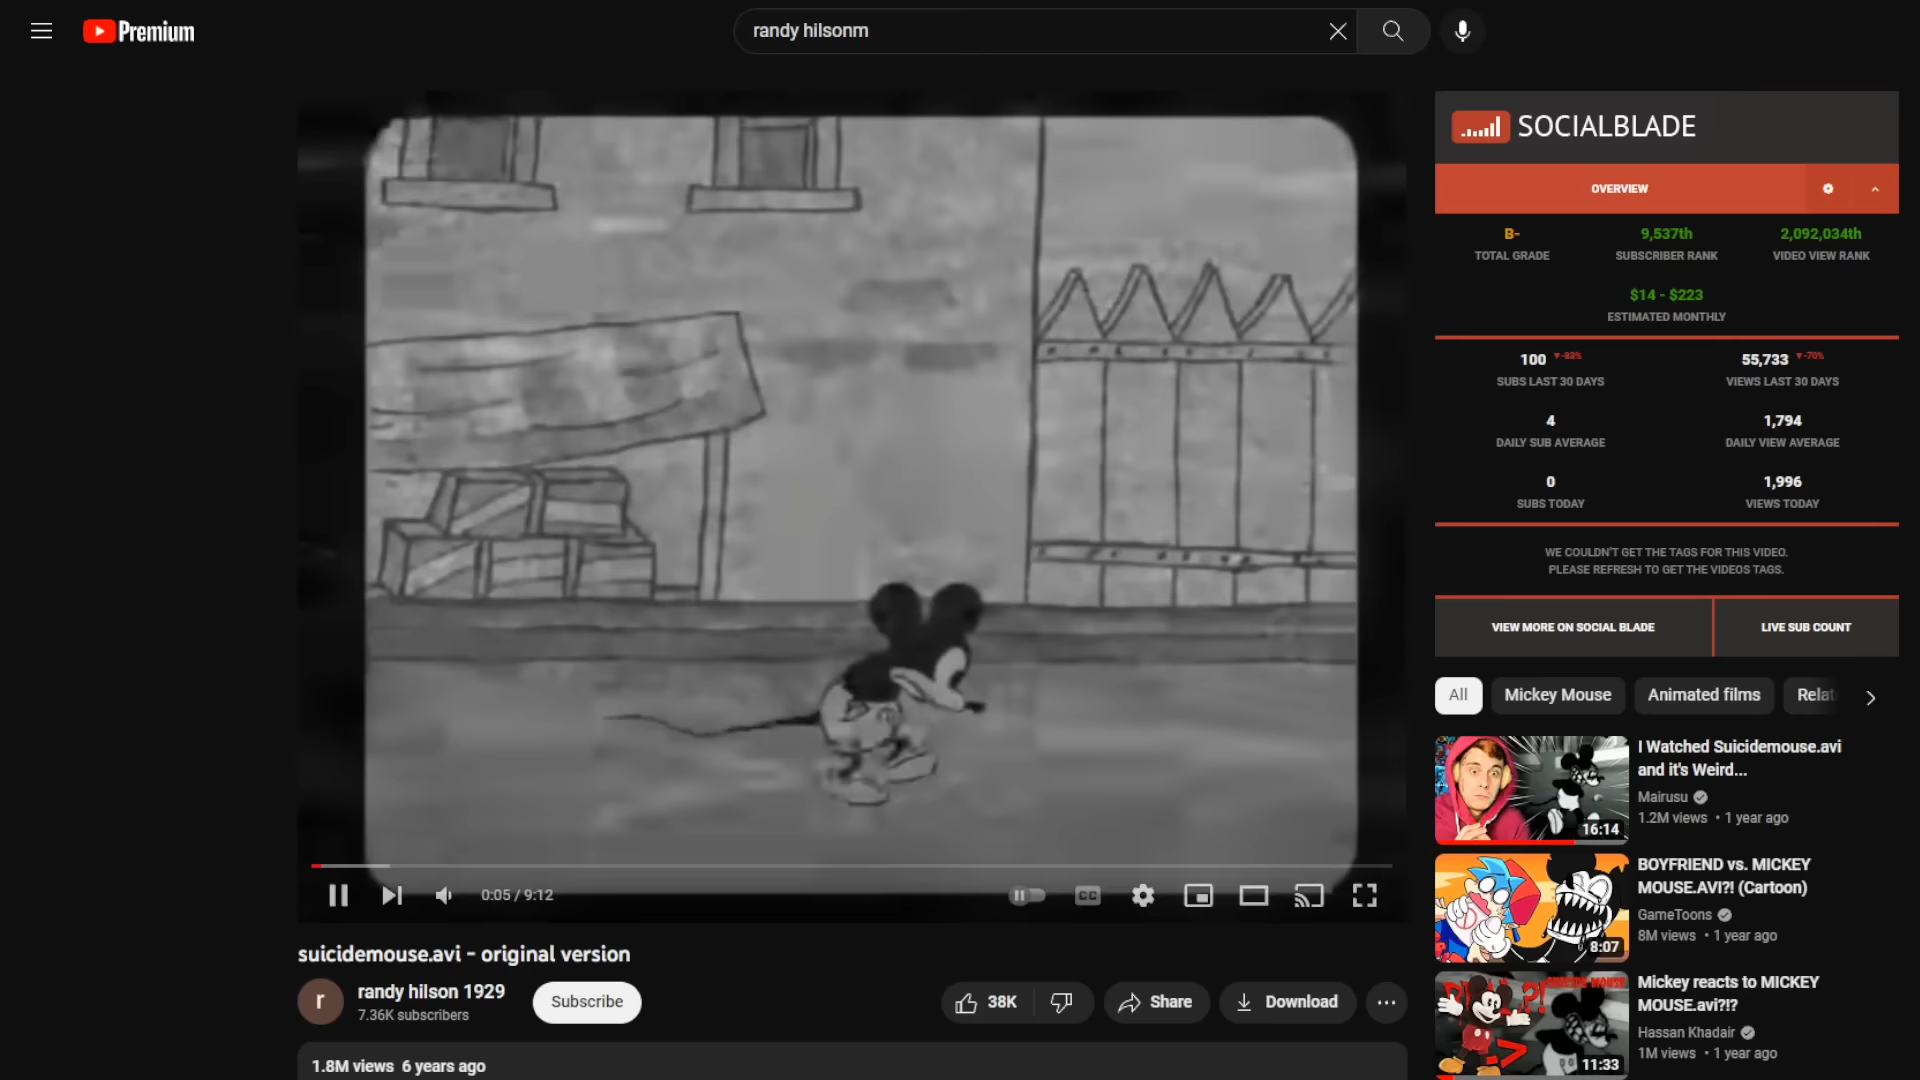 Premium
randy hilsonm
SOCIALBLADE
OVERVIEW
B-
TOTAL GRADE
9,537th
SUBSCRIBER RANK
2,092,034th
VIDEO VIEW RANK
$14 - $223
ESTIMATED MONTHLY
100 ▼-83%
SUBS LAST 30 DAYS
55,733 ▼-70%
VIEWS LAST 30 DAYS
4
DAILY SUB AVERAGE
1,794
DAILY VIEW AVERAGE
0
SUBS TODAY
1,996
VIEWS TODAY
WE COULDN'T GET THE TAGS FOR THIS VIDEO.
PLEASE REFRESH TO GET THE VIDEOS TAGS.
VIEW MORE ON SOCIAL BLADE
LIVE SUB COUNT
All
Mickey Mouse
Animated films
Relat
I Watched Suicidemouse.avi
and it's Weird...
Mairusu
1.2M views • 1 year ago
16:14
BOYFRIEND vs. MICKEY
MOUSE.AVI?! (Cartoon)
GameToons
8M views • 1 year ago
8:07
Mickey reacts to MICKEY
MOUSE.avi?!?
Hassan Khadair
1M views • 1 year ago
11:33
0:05 / 9:12
CC
suicidemouse.avi - original version
r
randy hilson 1929
7.36K subscribers
Subscribe
38K
Share
Download
1.8M views 6 years ago